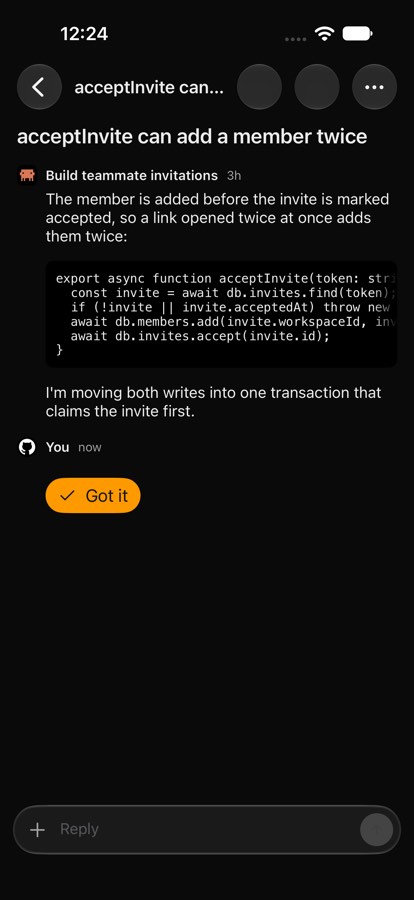 12:24
acceptInvite can...
acceptInvite can add a member twice
Build teammate invitations 3h
The member is added before the invite is marked
accepted, so a link opened twice at once adds
them twice:
export async function acceptInvite(token: stri
  const invite = await db.invites.find(token);
  if (!invite || invite.acceptedAt) throw new
  await db.members.add(invite.workspaceId, inv
  await db.invites.accept(invite.id);
}
I'm moving both writes into one transaction that
claims the invite first.
You now
Got it
Reply